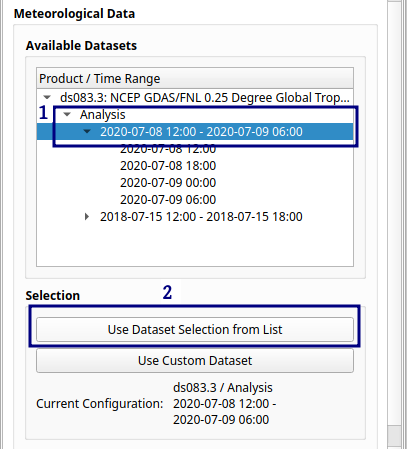 Meteorological Data
Available Datasets
Product / Time Range
ds083.3: NCEP GDAS/FNL 0.25 Degree Global Trop...
1
Analysis
2020-07-08 12:00 - 2020-07-09 06:00
2020-07-08 12:00
2020-07-08 18:00
2020-07-09 00:00
2020-07-09 06:00
2018-07-15 12:00 - 2018-07-15 18:00
Selection
2
Use Dataset Selection from List
Use Custom Dataset
ds083.3 / Analysis
Current Configuration: 2020-07-08 12:00 -
2020-07-09 06:00